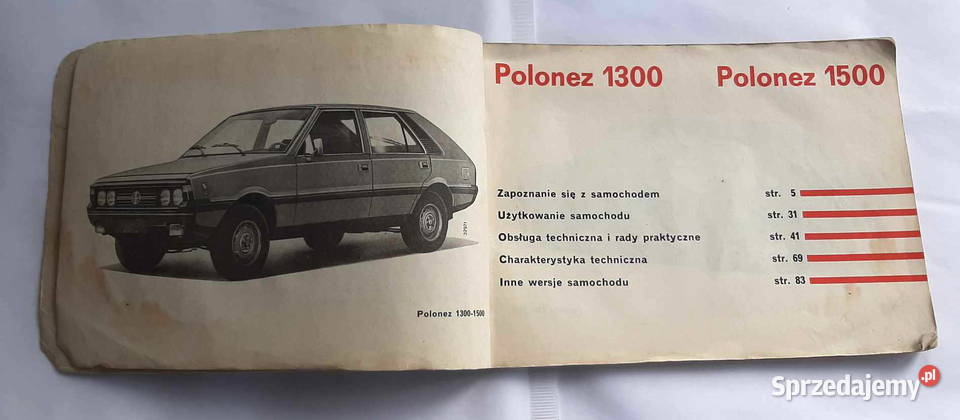 Polonez 1300 Polonez 1500
Zapoznanie się z samochodem str. 5
Użytkowanie samochodu str. 31
Obsługa techniczna i rady praktyczne str. 41
Charakterystyka techniczna str. 69
Inne wersje samochodu str. 83
Polonez 1300-1500
Sprzedajemy.pl